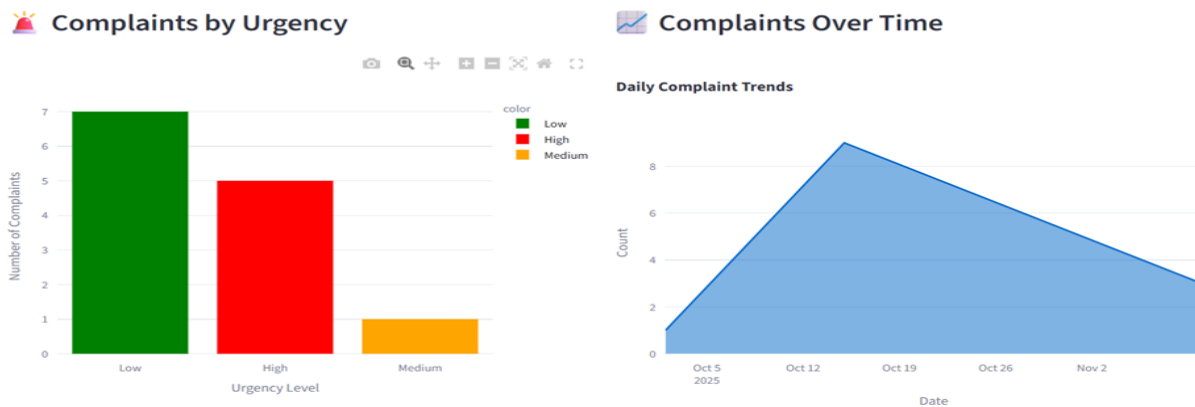 Complaints by Urgency
7
6
5
4
3
2
1
0
Number of Complaints
Low
High
Medium
Urgency Level
color
Low
High
Medium
Complaints Over Time
Daily Complaint Trends
8
6
4
2
0
Count
Oct 5
2025
Oct 12
Oct 19
Oct 26
Nov 2
Date